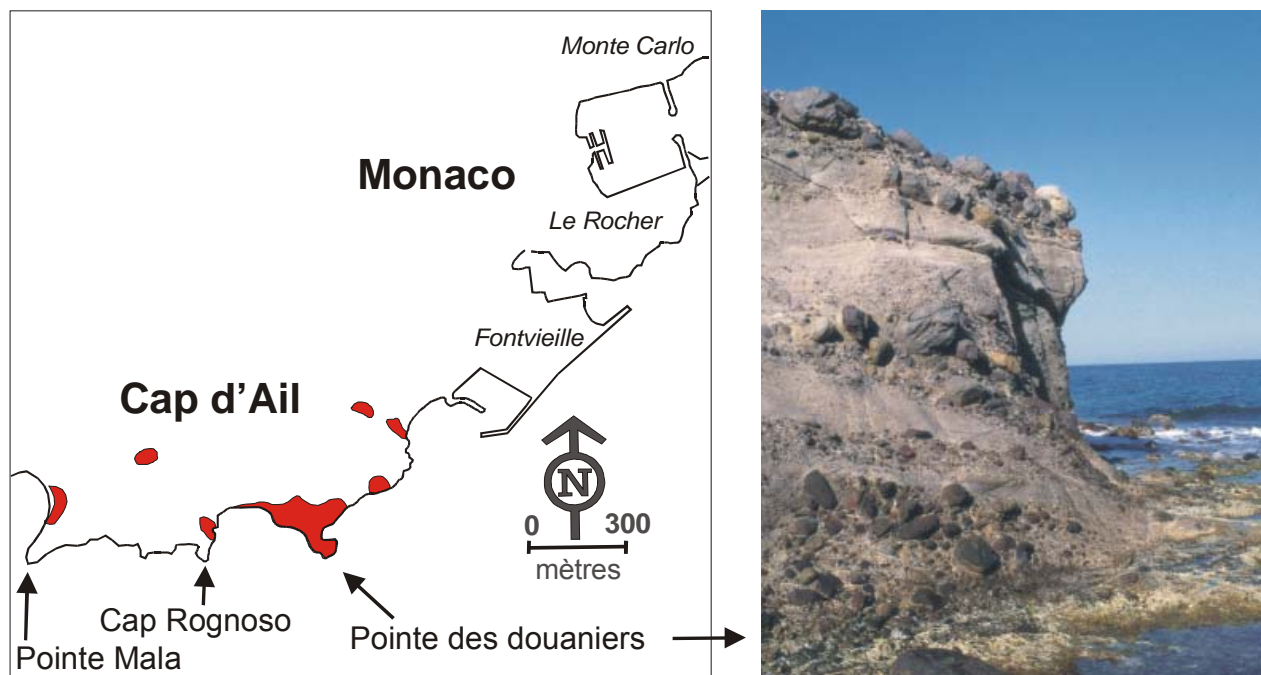 Monte Carlo
Monaco
Le Rocher
Fontvieille
Cap d’Ail
N
0 300
mètres
Cap Rognoso
Pointe des douaniers
Pointe Mala